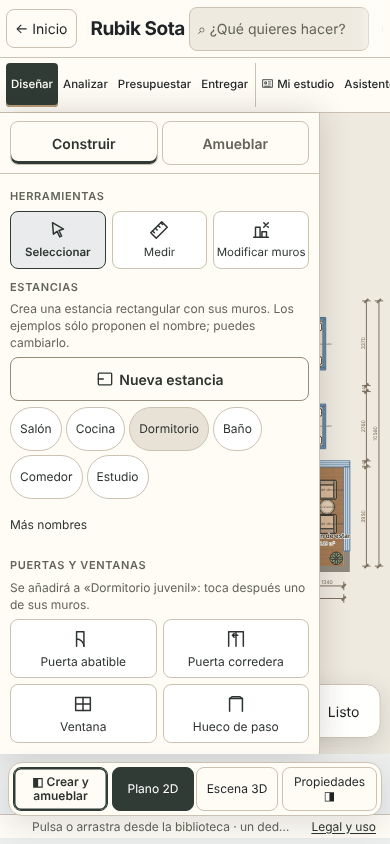 ← Inicio
Rubik Sota
¿Qué quieres hacer?
Diseñar
Analizar
Presupuestar
Entregar
Mi estudio
Asistent
Construir
Amueblar
HERRAMIENTAS
Seleccionar
Medir
Modificar muros
ESTANCIAS
Crea una estancia rectangular con sus muros. Los
ejemplos sólo proponen el nombre; puedes
cambiarlo.
Nueva estancia
Salón
Cocina
Dormitorio
Baño
Comedor
Estudio
Más nombres
PUERTAS Y VENTANAS
Se añadirá a «Dormitorio juvenil»: toca después uno
de sus muros.
Puerta abatible
Puerta corredera
Ventana
Hueco de paso
Listo
Crear y
amueblar
Plano 2D
Escena 3D
Propiedades
Pulsa o arrastra desde la biblioteca · un ded...
Legal y uso